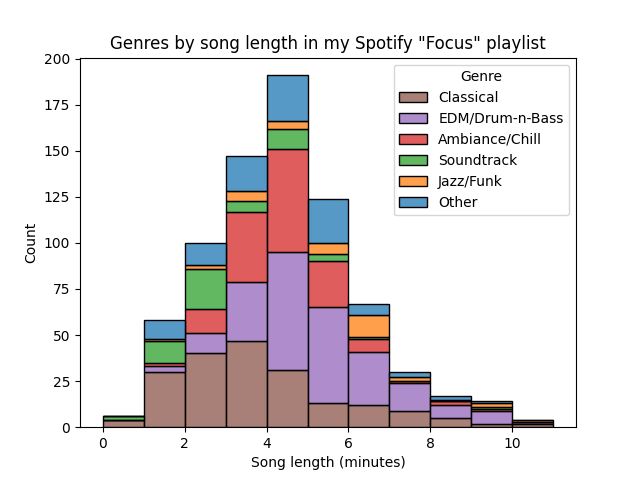 Genres by song length in my Spotify "Focus" playlist
Genre
Classical
EDM/Drum-n-Bass
Ambiance/Chill
Soundtrack
Jazz/Funk
Other
Count
200
175
150
125
100
75
50
25
0
0 2 4 6 8 10
Song length (minutes)